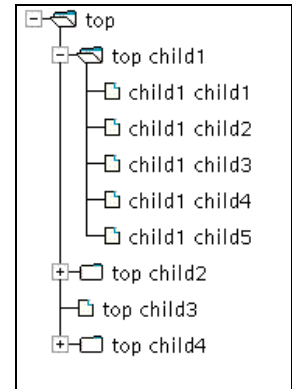 top
top child1
child1 child1
child1 child2
child1 child3
child1 child4
child1 child5
top child2
top child3
top child4